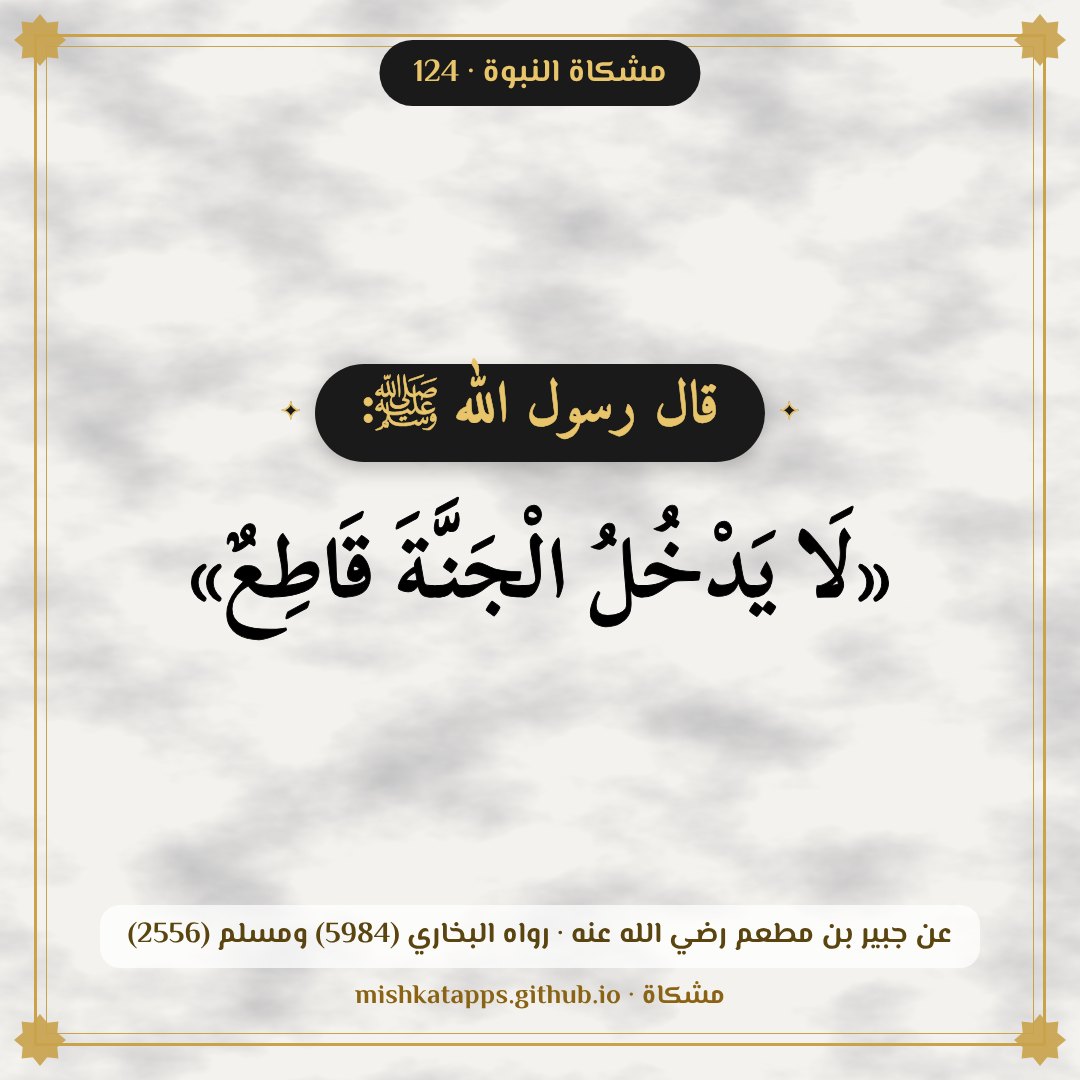 مشكاة النبوة · 124
قال رسول الله ﷺ:
«لَا يَدْخُلُ الْجَنَّةَ قَاطِعٌ»
عن جبير بن مطعم رضي الله عنه · رواه البخاري (5984) ومسلم (2556)
مشكاة · mishkatapps.github.io